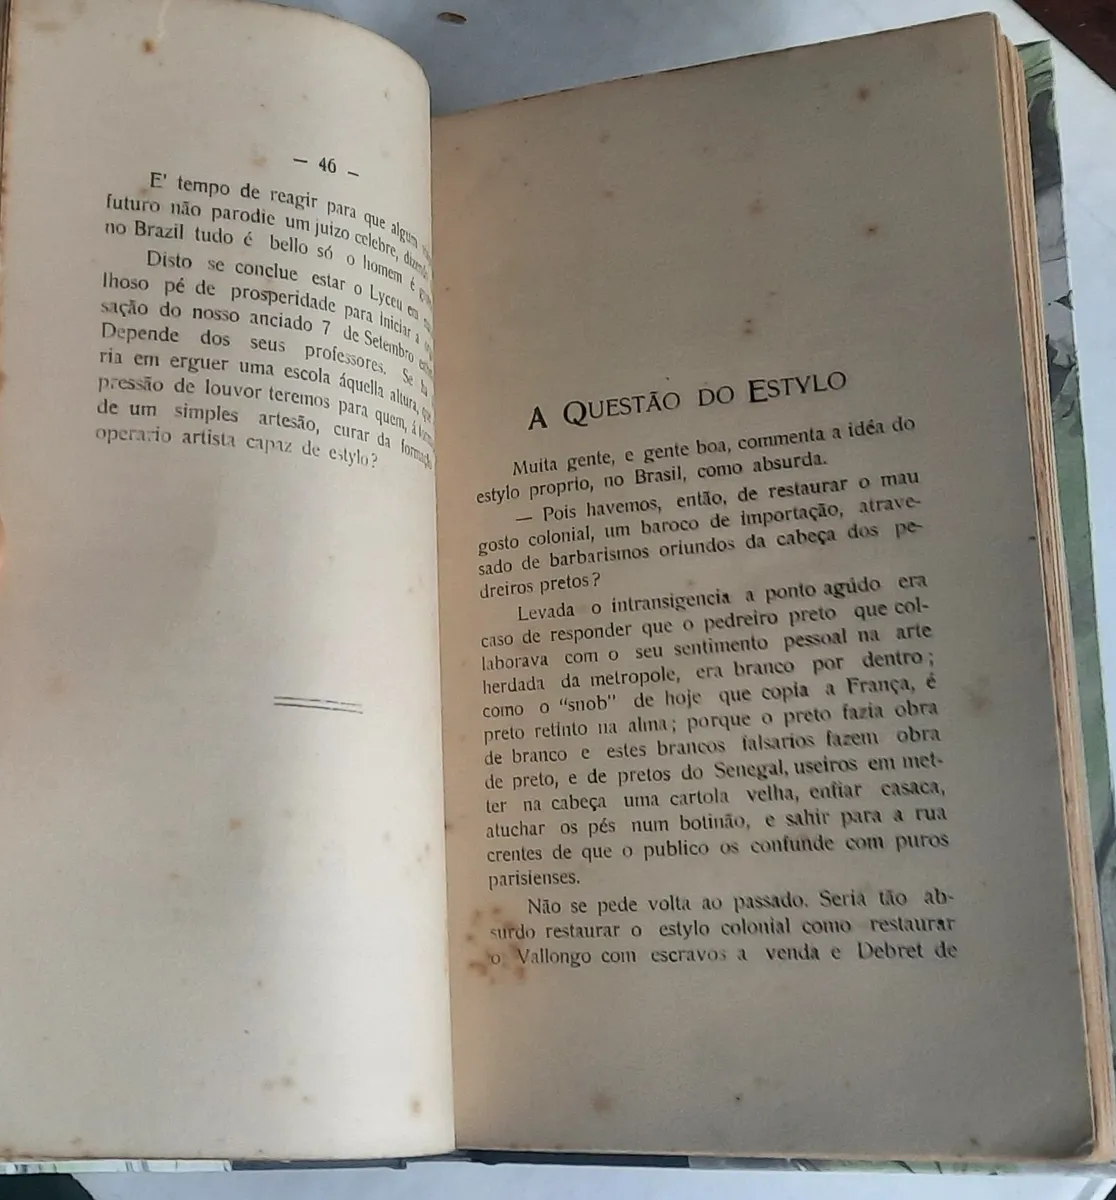 — 46 —
E' tempo de reagir para que algum
futuro não parodie um juizo celebre, dizendo
no Brazil tudo é bello só o homem é
Disto se conclue estar o Lyceu em
lhoso pé de prosperidade para iniciar a
sação do nosso anciado 7 de Setembro
Depende dos seus professores. Se ha
ria em erguer uma escola áquella altura, que
pressão de louvor teremos para quem, á
de um simples artesão, curar da formação
operario artista capaz de estylo?
A QUESTÃO DO ESTYLO
Muita gente, e gente boa, commenta a idéa do
estylo proprio, no Brasil, como absurda.
— Pois havemos, então, de restaurar o mau
gosto colonial, um baroco de importação, atrave-
sado de barbarismos oriundos da cabeça dos pe-
dreiros pretos?
Levada o intransigencia a ponto agúdo era
caso de responder que o pedreiro preto que col-
laborava com o seu sentimento pessoal na arte
herdada da metropole, era branco por dentro;
como o "snob" de hoje que copia a França, é
preto retinto na alma; porque o preto fazia obra
de branco e estes brancos falsarios fazem obra
de preto, e de pretos do Senegal, useiros em met-
ter na cabeça uma cartola velha, enfiar casaca,
atuchar os pés num botinão, e sahir para a rua
crentes de que o publico os confunde com puros
parisienses.
Não se pede volta ao passado. Seria tão ab-
surdo restaurar o estylo colonial como restaurar
o Vallongo com escravos a venda e Debret de